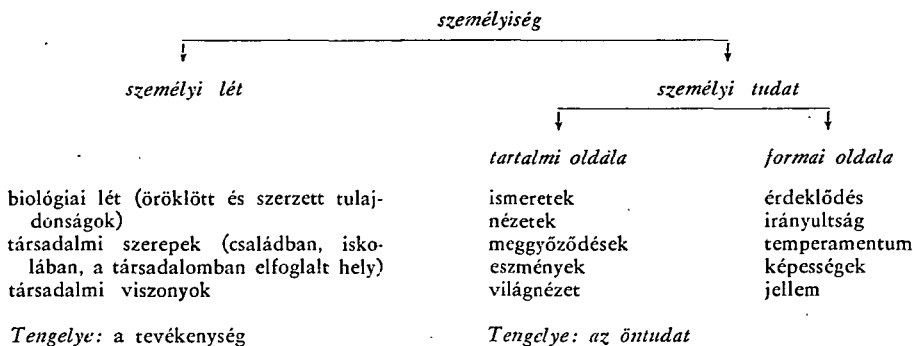 személyiség
személyi lét személyi tudat
tartalmi oldala formai oldala
biológiai lét (öröklött és szerzett tulaj- ismeretek érdeklődés
donságok) nézetek irányultság
társadalmi szerepek (családban, isko- meggyőződések temperamentum
lában, a társadalomban elfoglalt hely) eszmények képességek
társadalmi viszonyok világnézet jellem
Tengelye: a tevékenység Tengelye: az öntudat